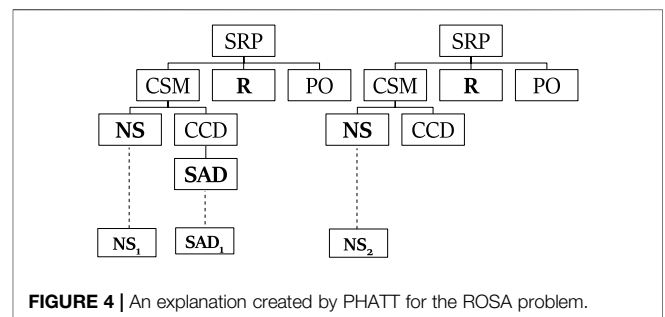 SRP SRP
CSM R PO CSM R PO
NS CCD NS CCD
SAD
NS₁ SAD₁ NS₂
FIGURE 4 | An explanation created by PHATT for the ROSA problem.